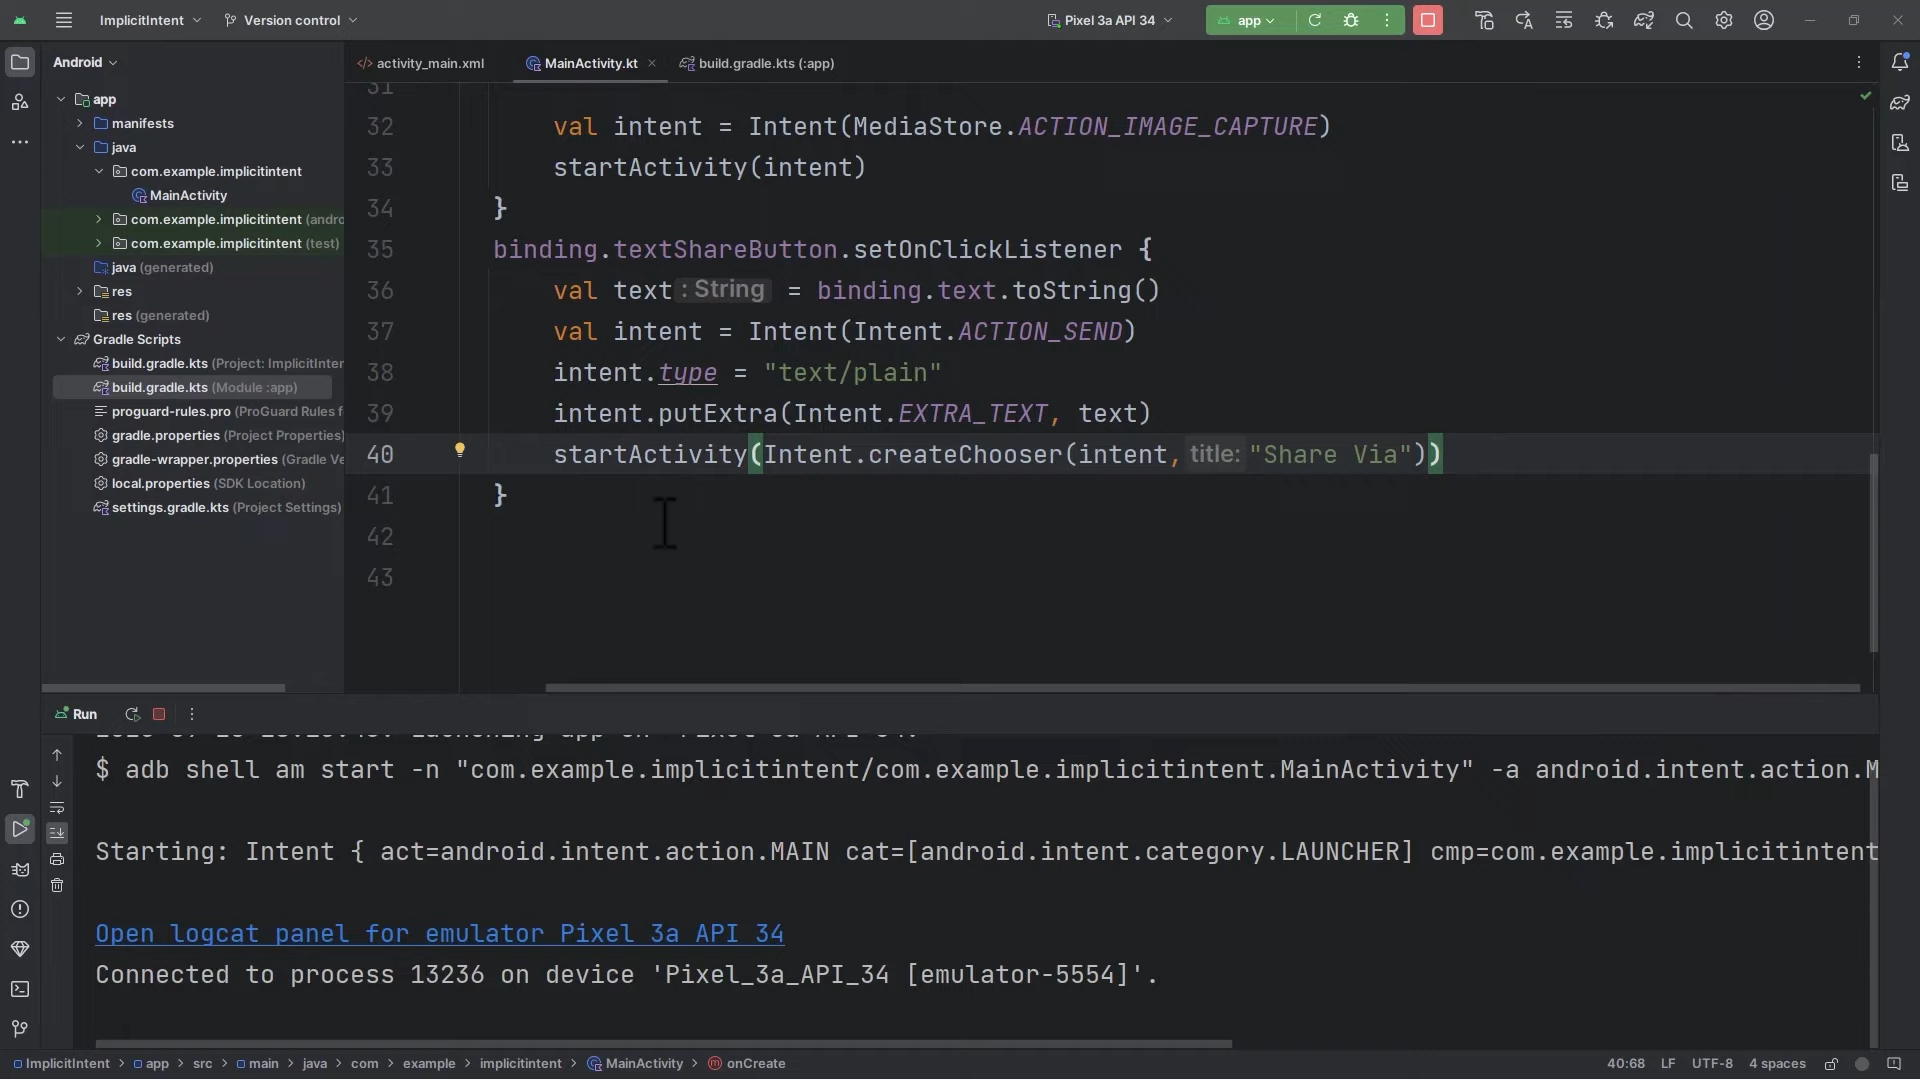 ImplicitIntent Version control Pixel 3a API 34 app
Android
activity_main.xml MainActivity.kt build.gradle.kts (:app)
app
manifests
java
com.example.implicitintent
MainActivity
com.example.implicitintent (andro
com.example.implicitintent (test)
java (generated)
res
res (generated)
Gradle Scripts
build.gradle.kts (Project: ImplicitInten
build.gradle.kts (Module :app)
proguard-rules.pro (ProGuard Rules f
gradle.properties (Project Properties)
gradle-wrapper.properties (Gradle Ve
local.properties (SDK Location)
settings.gradle.kts (Project Settings)
31
32 val intent = Intent(MediaStore.ACTION_IMAGE_CAPTURE)
33 startActivity(intent)
34 }
35 binding.textShareButton.setOnClickListener {
36 val text : String = binding.text.toString()
37 val intent = Intent(Intent.ACTION_SEND)
38 intent.type = "text/plain"
39 intent.putExtra(Intent.EXTRA_TEXT, text)
40 startActivity(Intent.createChooser(intent, title: "Share Via"))
41 }
42
43
Run
$ adb shell am start -n "com.example.implicitintent/com.example.implicitintent.MainActivity" -a android.intent.action.M
Starting: Intent { act=android.intent.action.MAIN cat=[android.intent.category.LAUNCHER] cmp=com.example.implicitintent
Open logcat panel for emulator Pixel 3a API 34
Connected to process 13236 on device 'Pixel_3a_API_34 [emulator-5554]'.
ImplicitIntent > app > src > main > java > com > example > implicitintent > MainActivity > onCreate 40:68 LF UTF-8 4 spaces